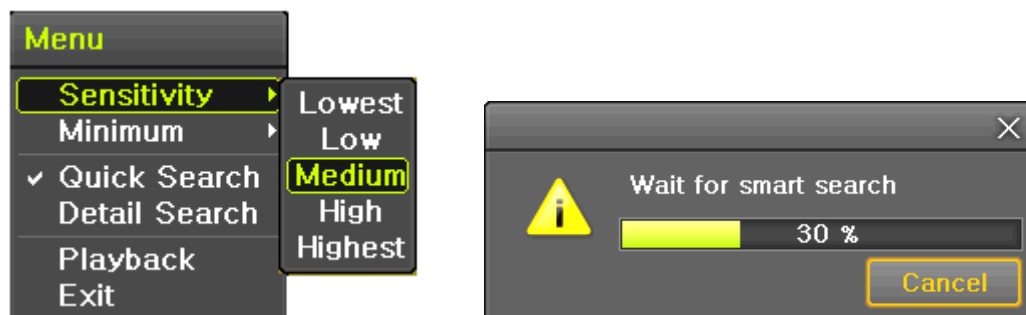 Menu
Sensitivity
Minimum
Quick Search
Detail Search
Playback
Exit
Lowest
Low
Medium
High
Highest
Wait for smart search
30 %
Cancel